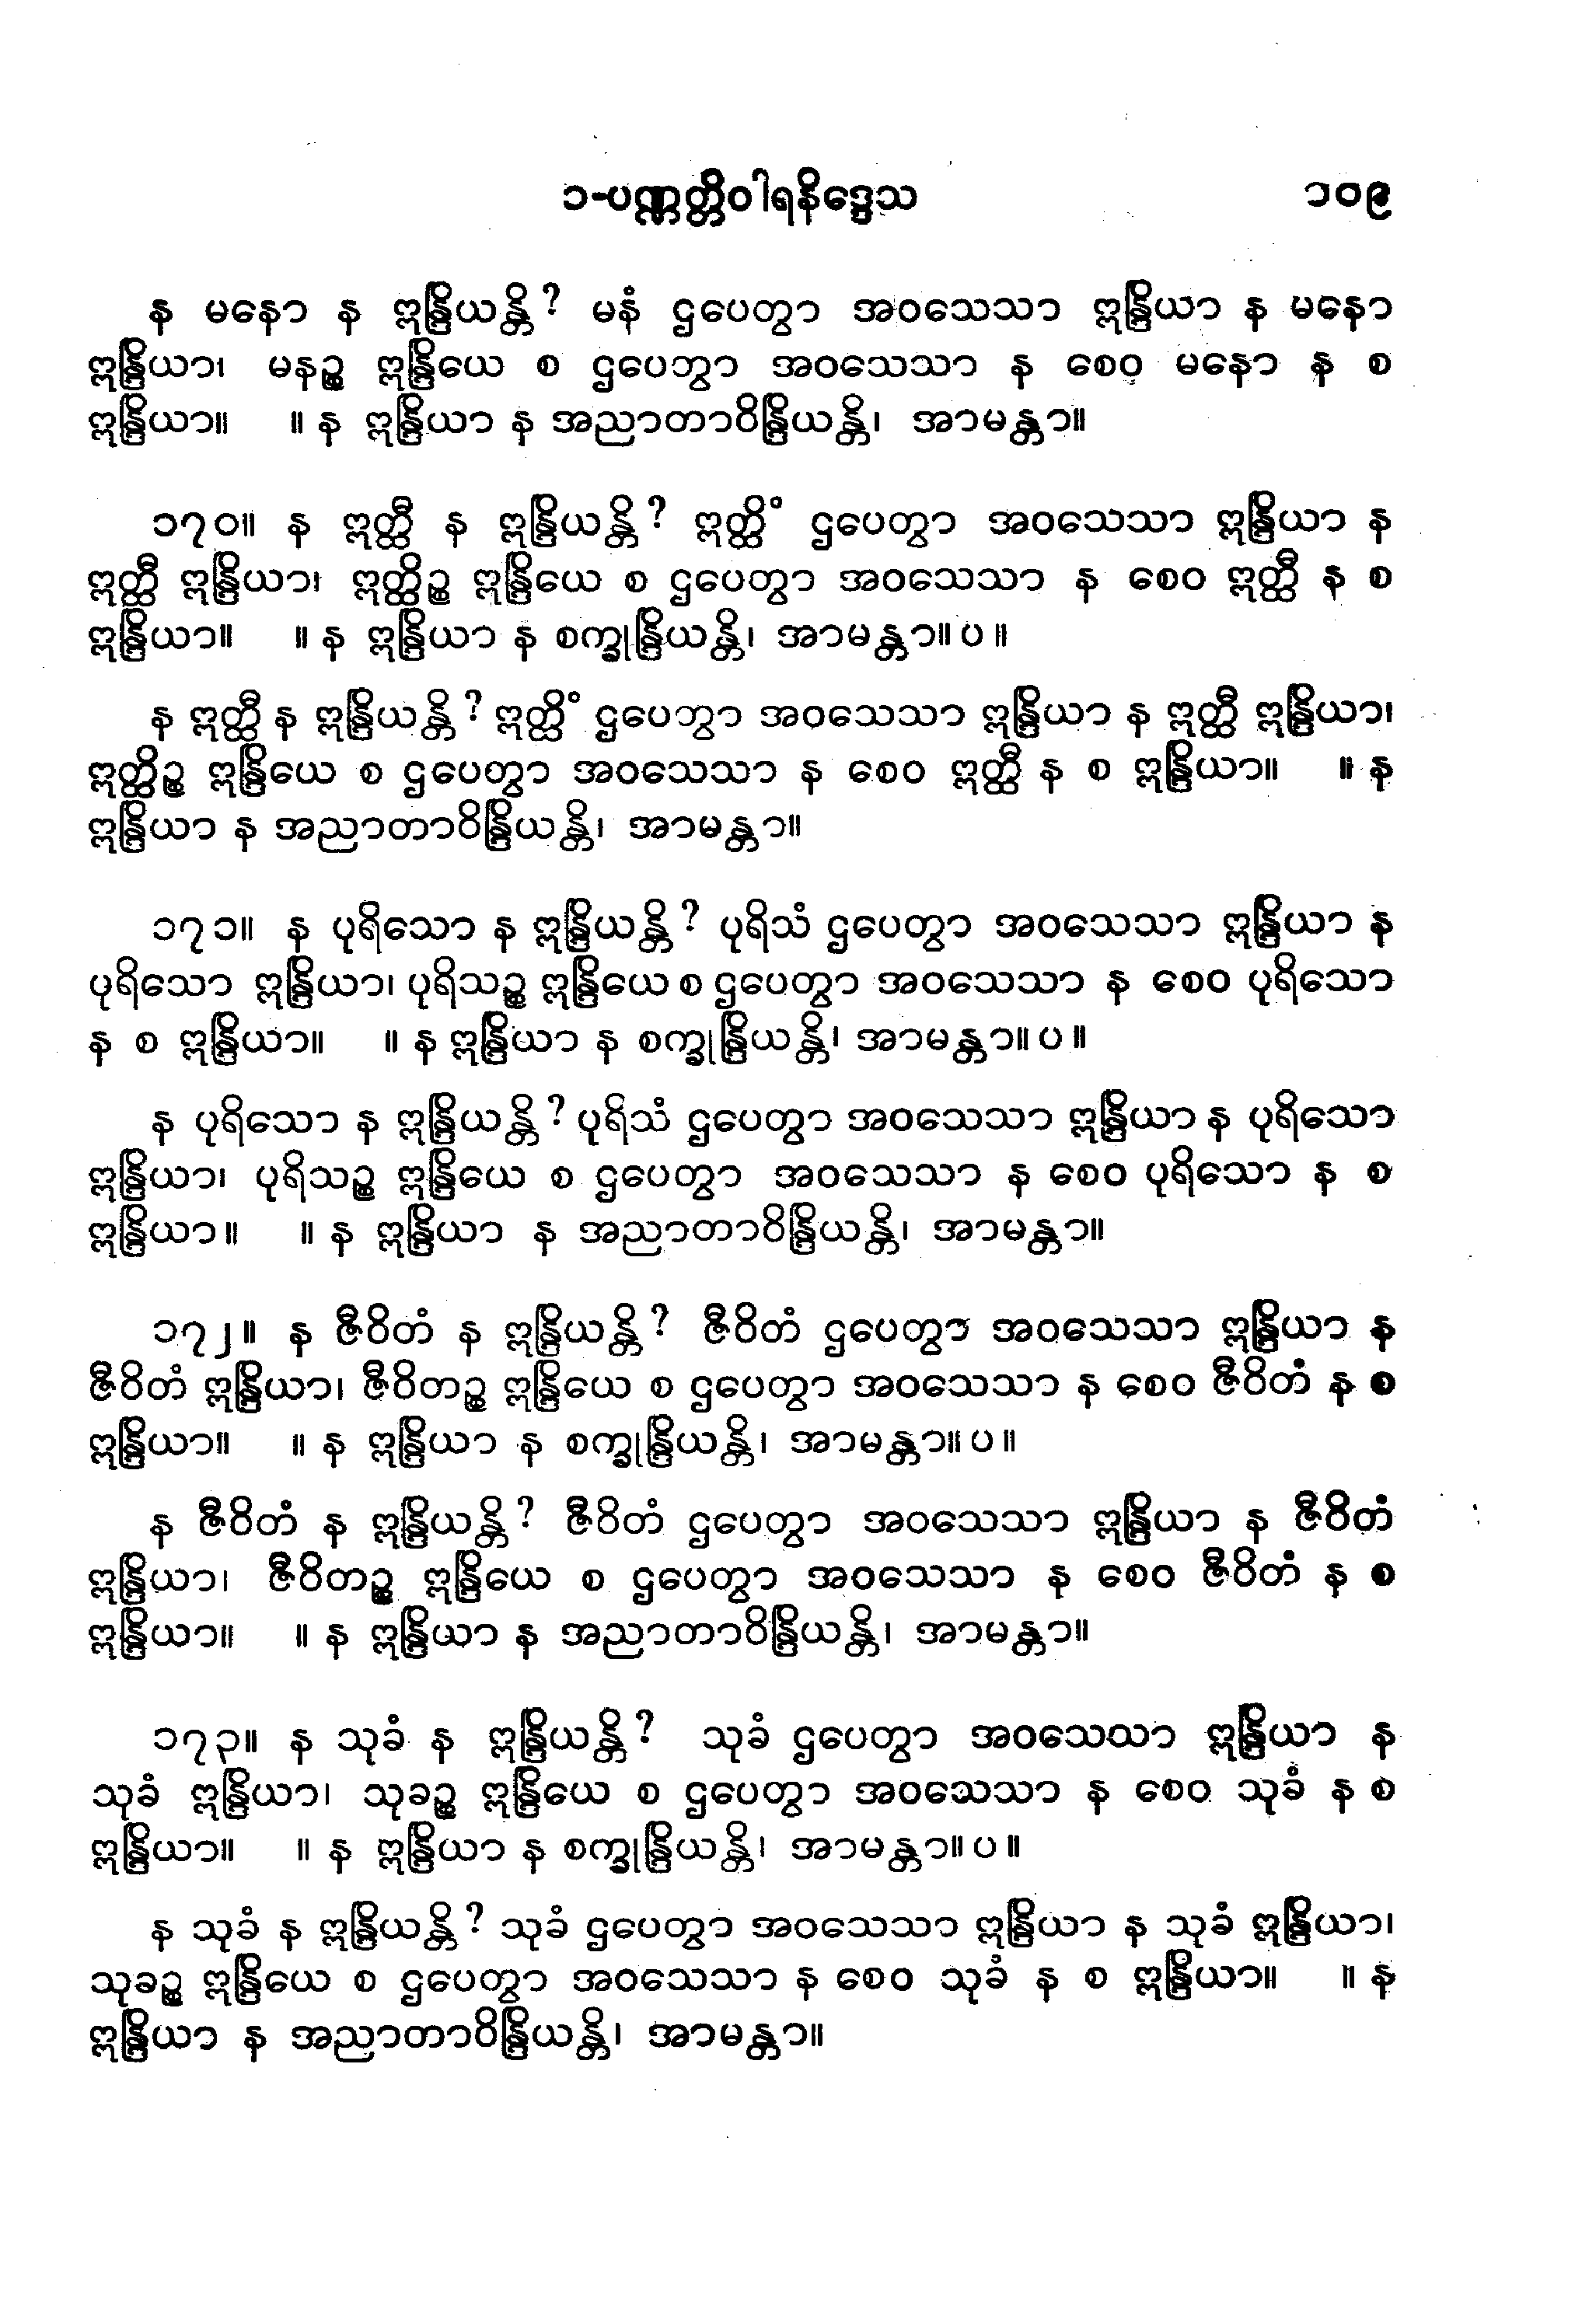 ၁-ပဏ္ဏတ္တိဝါရနိဒ္ဒေသ ၁၀၉
န မနော န ဣန္ဒြိယန္တိ? မနံ ဌပေတွာ အဝသေသာ ဣန္ဒြိယာ န မနော
ဣန္ဒြိယာ၊ မနဉ္စ ဣန္ဒြိယေ စ ဌပေတွာ အဝသေသာ န စေဝ မနော န စ
ဣန္ဒြိယာ။ ။ န ဣန္ဒြိယာ န အညာတာဝိန္ဒြိယန္တိ၊ အာမန္တာ။
၁၇၀။ န ဣတ္ထီ န ဣန္ဒြိယန္တိ? ဣတ္ထိံ ဌပေတွာ အဝသေသာ ဣန္ဒြိယာ န
ဣတ္ထီ ဣန္ဒြိယာ၊ ဣတ္ထိဉ္စ ဣန္ဒြိယေ စ ဌပေတွာ အဝသေသာ န စေဝ ဣတ္ထီ န စ
ဣန္ဒြိယာ။ ။ န ဣန္ဒြိယာ န စက္ခုန္ဒြိယန္တိ၊ အာမန္တာ။ ပ ။
န ဣတ္ထီ န ဣန္ဒြိယန္တိ? ဣတ္ထိံ ဌပေတွာ အဝသေသာ ဣန္ဒြိယာ န ဣတ္ထီ ဣန္ဒြိယာ၊
ဣတ္ထိဉ္စ ဣန္ဒြိယေ စ ဌပေတွာ အဝသေသာ န စေဝ ဣတ္ထီ န စ ဣန္ဒြိယာ။ ။ န
ဣန္ဒြိယာ န အညာတာဝိန္ဒြိယန္တိ၊ အာမန္တာ။
၁၇၁။ န ပုရိသော န ဣန္ဒြိယန္တိ? ပုရိသံ ဌပေတွာ အဝသေသာ ဣန္ဒြိယာ န
ပုရိသော ဣန္ဒြိယာ၊ ပုရိသဉ္စ ဣန္ဒြိယေ စ ဌပေတွာ အဝသေသာ န စေဝ ပုရိသော
န စ ဣန္ဒြိယာ။ ။ န ဣန္ဒြိယာ န စက္ခုန္ဒြိယန္တိ၊ အာမန္တာ။ ပ ။
န ပုရိသော န ဣန္ဒြိယန္တိ? ပုရိသံ ဌပေတွာ အဝသေသာ ဣန္ဒြိယာ န ပုရိသော
ဣန္ဒြိယာ၊ ပုရိသဉ္စ ဣန္ဒြိယေ စ ဌပေတွာ အဝသေသာ န စေဝ ပုရိသော န စ
ဣန္ဒြိယာ။ ။ န ဣန္ဒြိယာ န အညာတာဝိန္ဒြိယန္တိ၊ အာမန္တာ။
၁၇၂။ န ဇီဝိတံ န ဣန္ဒြိယန္တိ? ဇီဝိတံ ဌပေတွာ အဝသေသာ ဣန္ဒြိယာ န
ဇီဝိတံ ဣန္ဒြိယာ၊ ဇီဝိတဉ္စ ဣန္ဒြိယေ စ ဌပေတွာ အဝသေသာ န စေဝ ဇီဝိတံ န စ
ဣန္ဒြိယာ။ ။ န ဣန္ဒြိယာ န စက္ခုန္ဒြိယန္တိ၊ အာမန္တာ။ ပ ။
န ဇီဝိတံ န ဣန္ဒြိယန္တိ? ဇီဝိတံ ဌပေတွာ အဝသေသာ ဣန္ဒြိယာ န ဇီဝိတံ
ဣန္ဒြိယာ၊ ဇီဝိတဉ္စ ဣန္ဒြိယေ စ ဌပေတွာ အဝသေသာ န စေဝ ဇီဝိတံ န စ
ဣန္ဒြိယာ။ ။ န ဣန္ဒြိယာ န အညာတာဝိန္ဒြိယန္တိ၊ အာမန္တာ။
၁၇၃။ န သုခံ န ဣန္ဒြိယန္တိ? သုခံ ဌပေတွာ အဝသေသာ ဣန္ဒြိယာ န
သုခံ ဣန္ဒြိယာ၊ သုခဉ္စ ဣန္ဒြိယေ စ ဌပေတွာ အဝသေသာ န စေဝ သုခံ န စ
ဣန္ဒြိယာ။ ။ န ဣန္ဒြိယာ န စက္ခုန္ဒြိယန္တိ၊ အာမန္တာ။ ပ ။
န သုခံ န ဣန္ဒြိယန္တိ? သုခံ ဌပေတွာ အဝသေသာ ဣန္ဒြိယာ န သုခံ ဣန္ဒြိယာ၊
သုခဉ္စ ဣန္ဒြိယေ စ ဌပေတွာ အဝသေသာ န စေဝ သုခံ န စ ဣန္ဒြိယာ။ ။ န
ဣန္ဒြိယာ န အညာတာဝိန္ဒြိယန္တိ၊ အာမန္တာ။